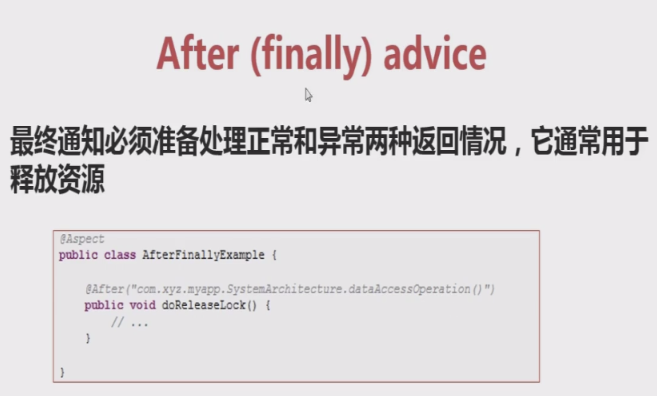 After (finally) advice
最终通知必须准备处理正常和异常两种返回情况，它通常用于
释放资源
@Aspect
public class AfterFinallyExample {
@After("com.xyz.myapp.SystemArchitecture.dataAccessOperation()")
public void doReleaseLock() {
// ...
}
}